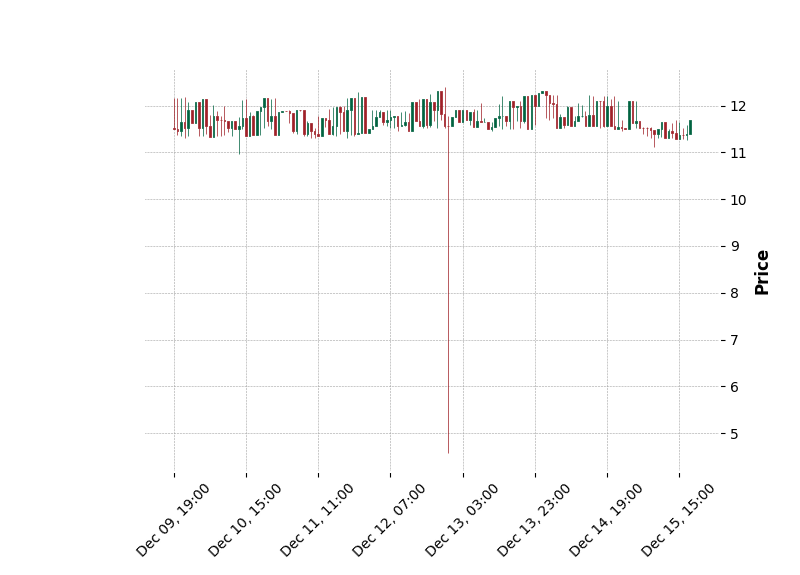 12
11
10
9
8
7
6
5
Price
Dec 09, 19:00
Dec 10, 15:00
Dec 11, 11:00
Dec 12, 07:00
Dec 13, 03:00
Dec 13, 23:00
Dec 14, 19:00
Dec 15, 15:00